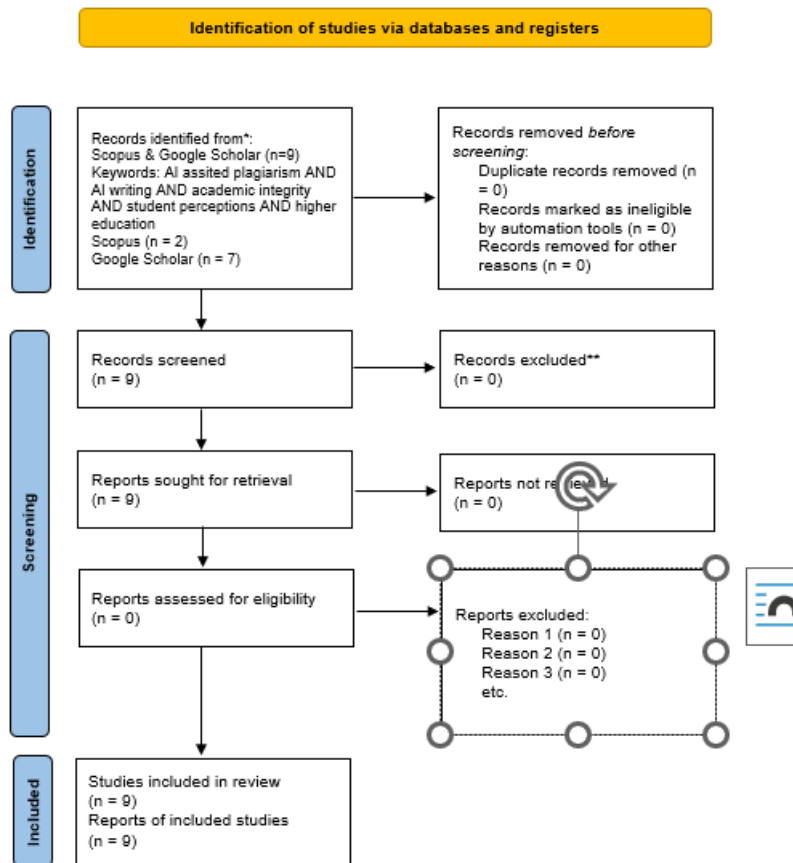 Identification of studies via databases and registers
Identification
Records identified from*:
Scopus & Google Scholar (n=9)
Keywords: AI assited plagiarism AND
AI writing AND academic integrity
AND student perceptions AND higher
education
Scopus (n = 2)
Google Scholar (n = 7)
Records removed before
screening:
Duplicate records removed (n
= 0)
Records marked as ineligible
by automation tools (n = 0)
Records removed for other
reasons (n = 0)
Screening
Records screened
(n = 9)
Records excluded**
(n = 0)
Reports sought for retrieval
(n = 9)
Reports not
(n = 0)
Reports assessed for eligibility
(n = 0)
Reports excluded:
Reason 1 (n = 0)
Reason 2 (n = 0)
Reason 3 (n = 0)
etc.
Included
Studies included in review
(n = 9)
Reports of included studies
(n = 9)